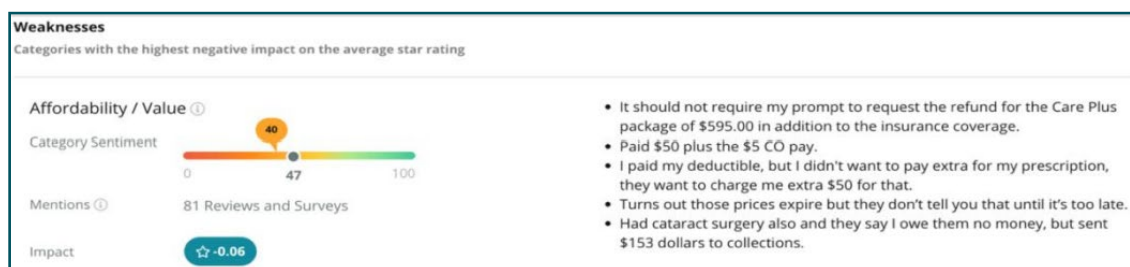 Weaknesses
Categories with the highest negative impact on the average star rating
Affordability / Value ⓘ
40
Category Sentiment
0
47
100
Mentions ⓘ
81 Reviews and Surveys
Impact
☆ -0.06
• It should not require my prompt to request the refund for the Care Plus
package of $595.00 in addition to the insurance coverage.
• Paid $50 plus the $5 CO pay.
• I paid my deductible, but I didn't want to pay extra for my prescription,
they want to charge me extra $50 for that.
• Turns out those prices expire but they don't tell you that until it's too late.
• Had cataract surgery also and they say I owe them no money, but sent
$153 dollars to collections.